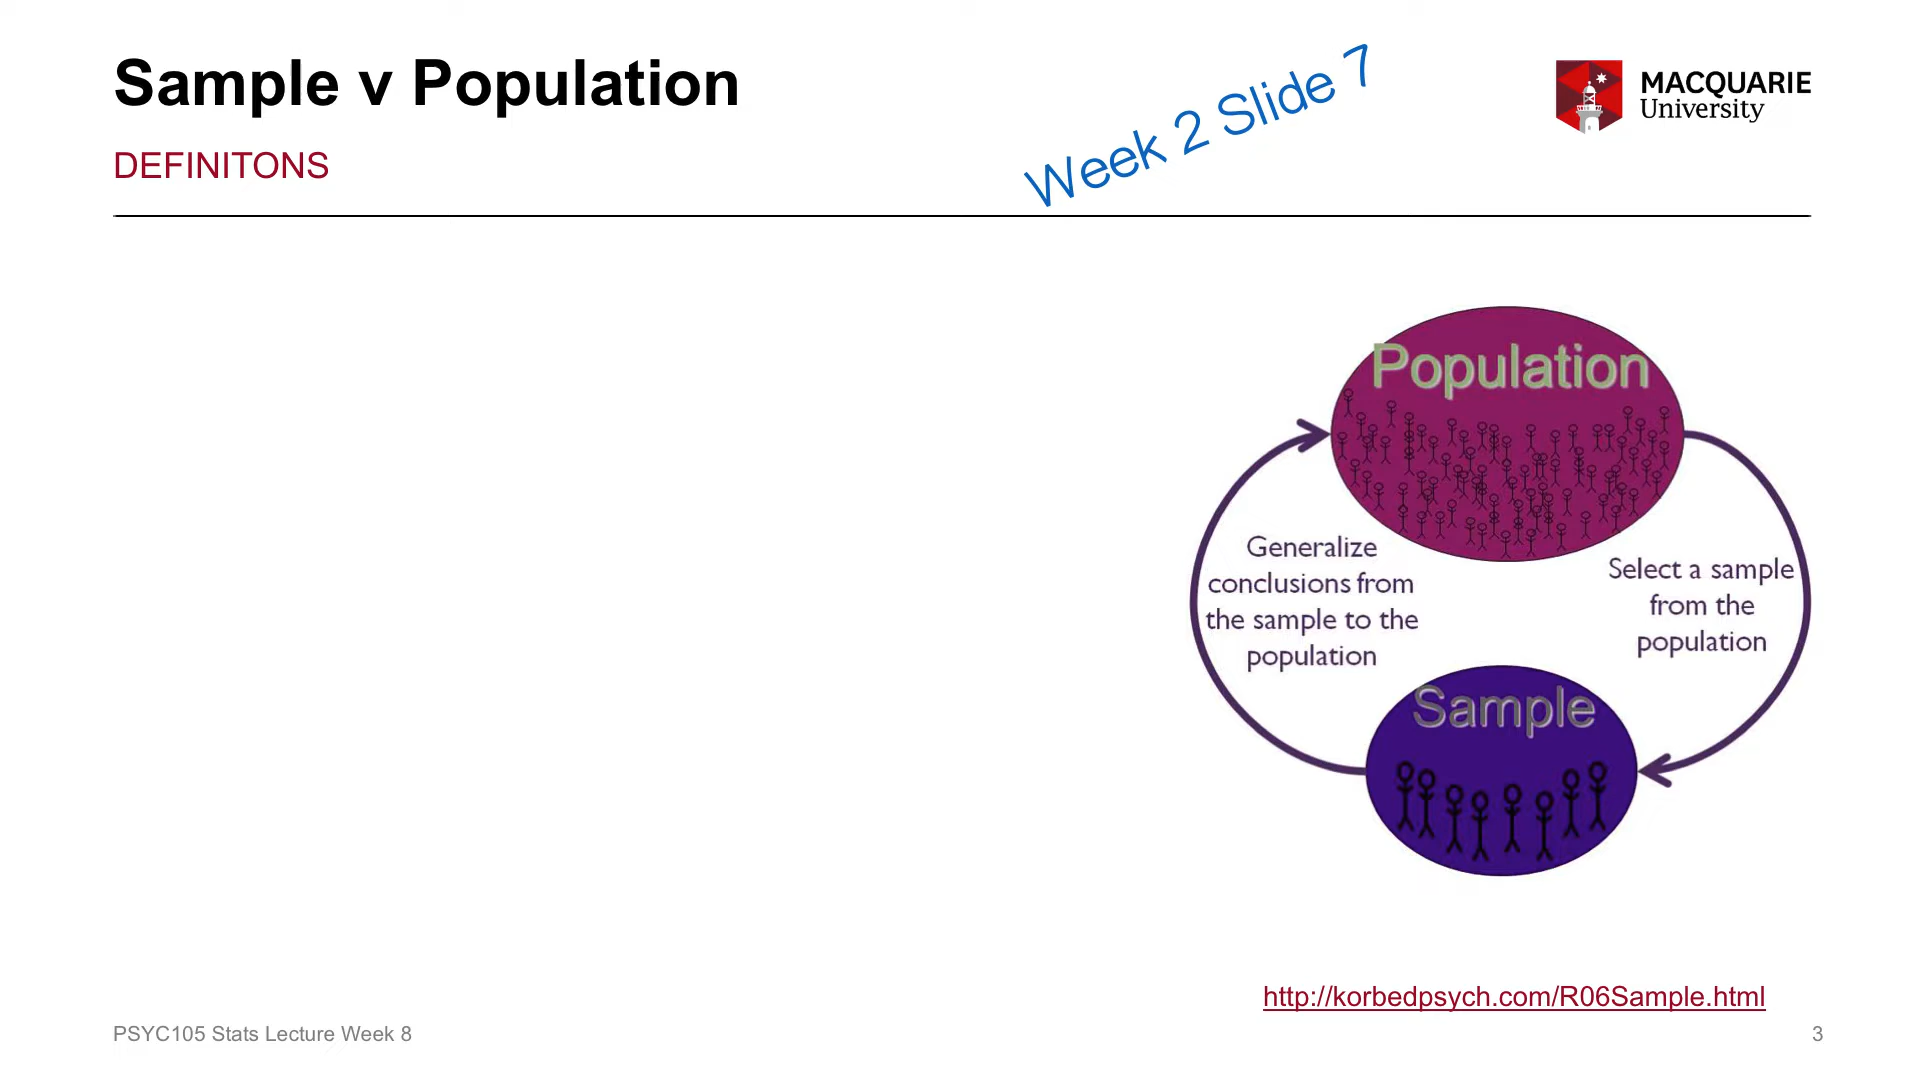 Sample v Population
DEFINITONS
Week 2 Slide 7
MACQUARIE
University
Population
Generalize
conclusions from
the sample to the
population
Select a sample
from the
population
Sample
http://korbedpsych.com/R06Sample.html
PSYC105 Stats Lecture Week 8
3